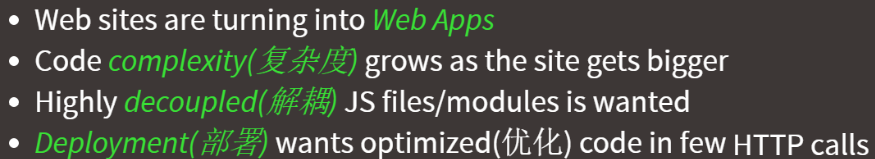 • Web sites are turning into Web Apps
• Code complexity(复杂度) grows as the site gets bigger
• Highly decoupled(解耦) JS files/modules is wanted
• Deployment(部署) wants optimized(优化) code in few HTTP calls